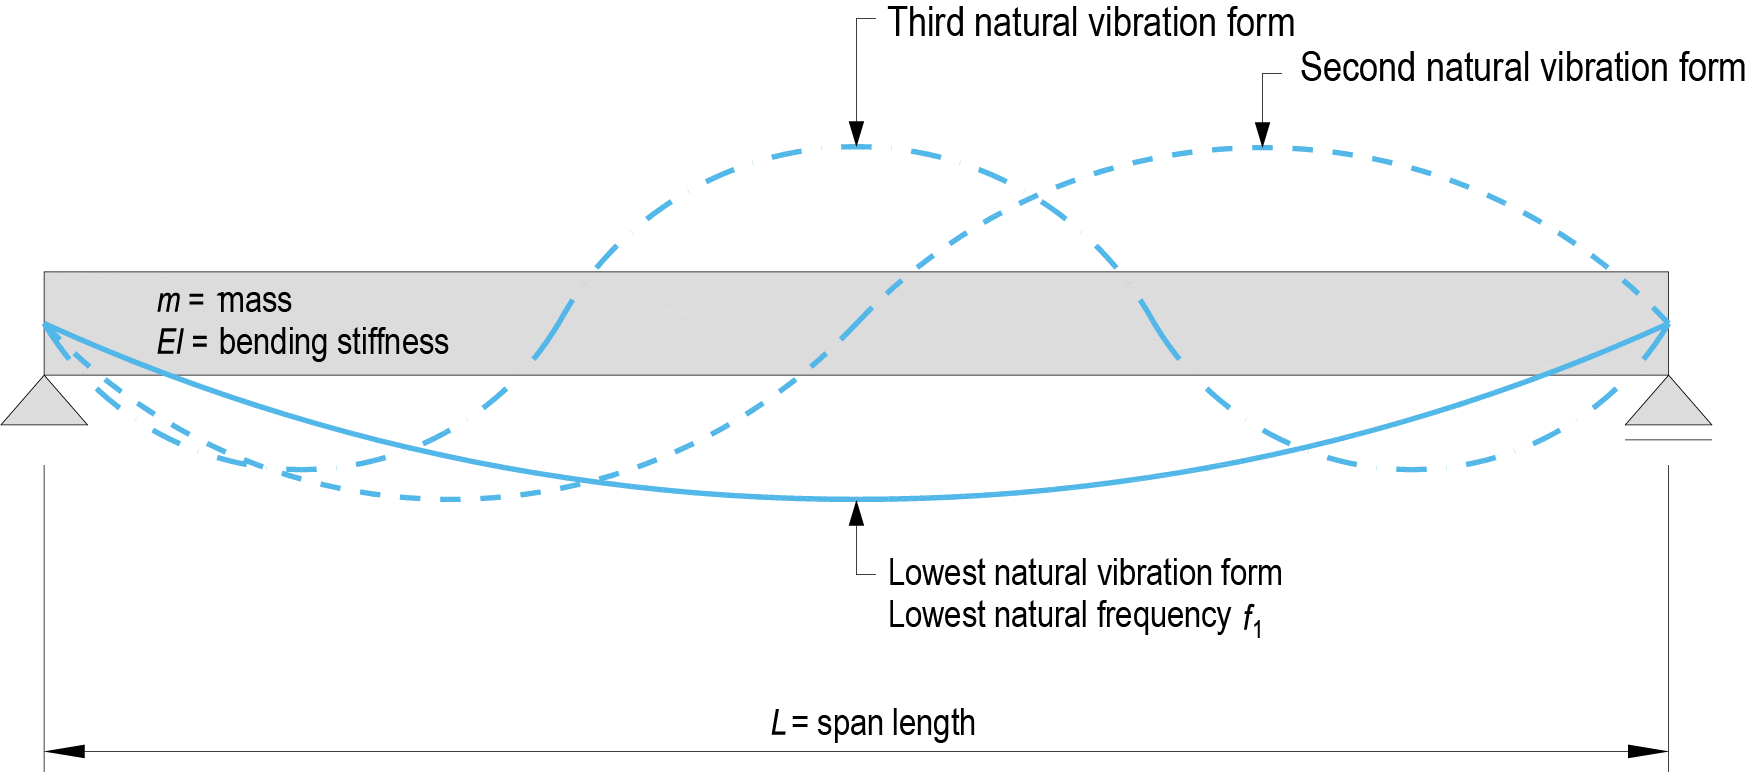 Third natural vibration form
Second natural vibration form
m = mass
EI = bending stiffness
Lowest natural vibration form
Lowest natural frequency f₁
L = span length